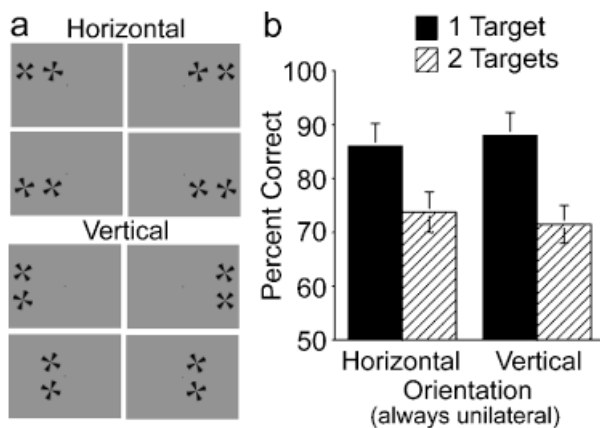 a
Horizontal
Vertical
b
1 Target
2 Targets
Percent Correct
100
90
80
70
60
50
Horizontal Vertical
Orientation
(always unilateral)